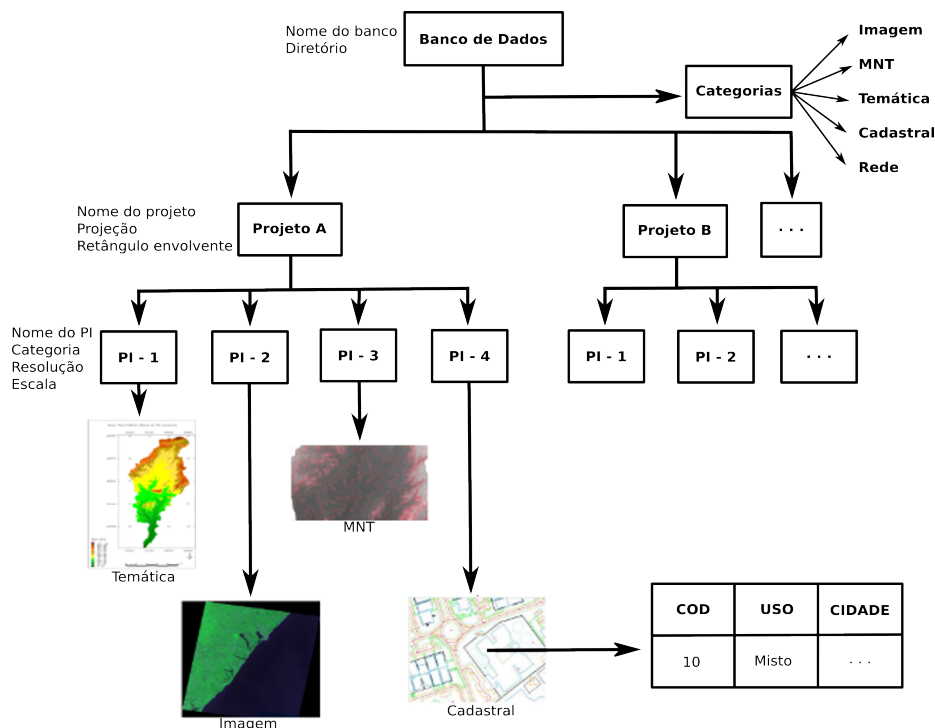 Nome do banco
Diretório
Banco de Dados
Categorias
Imagem
MNT
Temática
Cadastral
Rede
Nome do projeto
Projeção
Retângulo envolvente
Projeto A
Projeto B
. . .
Nome do PI
Categoria
Resolução
Escala
PI - 1
PI - 2
PI - 3
PI - 4
PI - 1
PI - 2
. . .
Temática
Imagem
MNT
Cadastral
COD USO CIDADE
10 Misto . . .